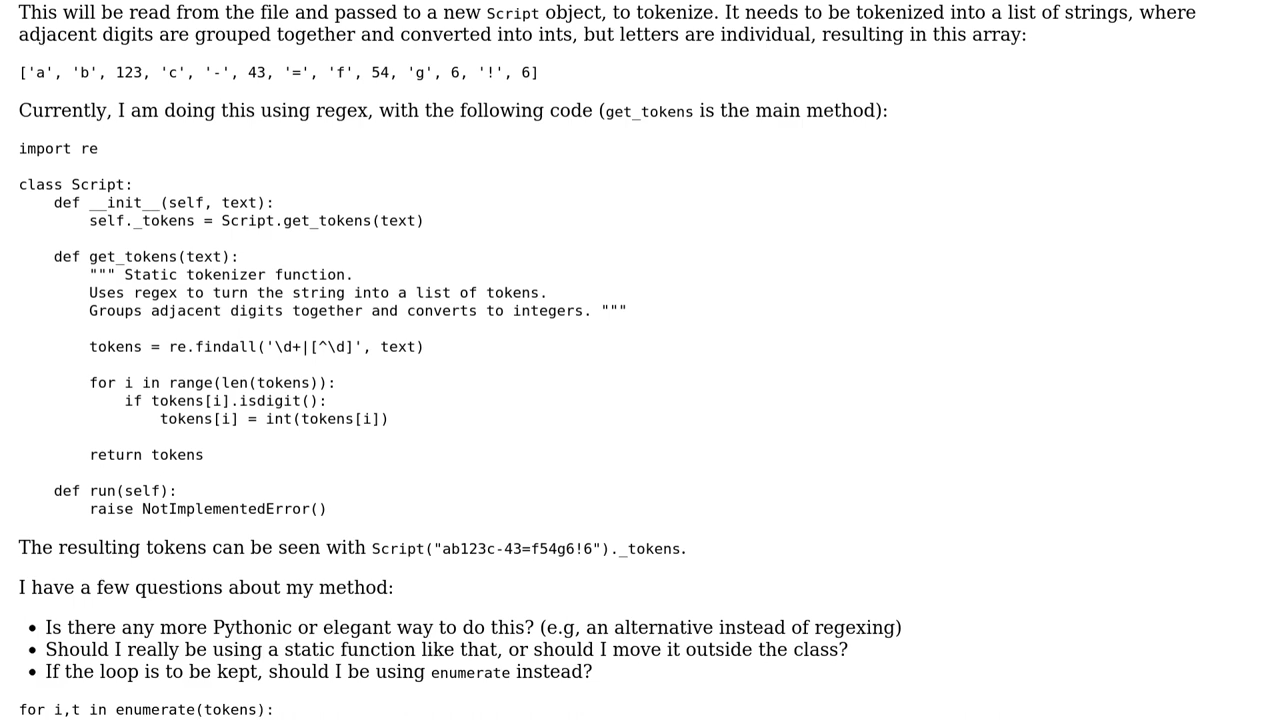 This will be read from the file and passed to a new Script object, to tokenize. It needs to be tokenized into a list of strings, where
adjacent digits are grouped together and converted into ints, but letters are individual, resulting in this array:
['a', 'b', 123, 'c', '-', 43, '=', 'f', 54, 'g', 6, '!', 6]
Currently, I am doing this using regex, with the following code (get_tokens is the main method):
import re
class Script:
    def __init__(self, text):
        self._tokens = Script.get_tokens(text)
    def get_tokens(text):
        """ Static tokenizer function.
        Uses regex to turn the string into a list of tokens.
        Groups adjacent digits together and converts to integers. """
        tokens = re.findall('\d+|[^\d]', text)
        for i in range(len(tokens)):
            if tokens[i].isdigit():
                tokens[i] = int(tokens[i])
        return tokens
    def run(self):
        raise NotImplementedError()
The resulting tokens can be seen with Script("ab123c-43=f54g6!6")._tokens.
I have a few questions about my method:
• Is there any more Pythonic or elegant way to do this? (e.g, an alternative instead of regexing)
• Should I really be using a static function like that, or should I move it outside the class?
• If the loop is to be kept, should I be using enumerate instead?
for i,t in enumerate(tokens):